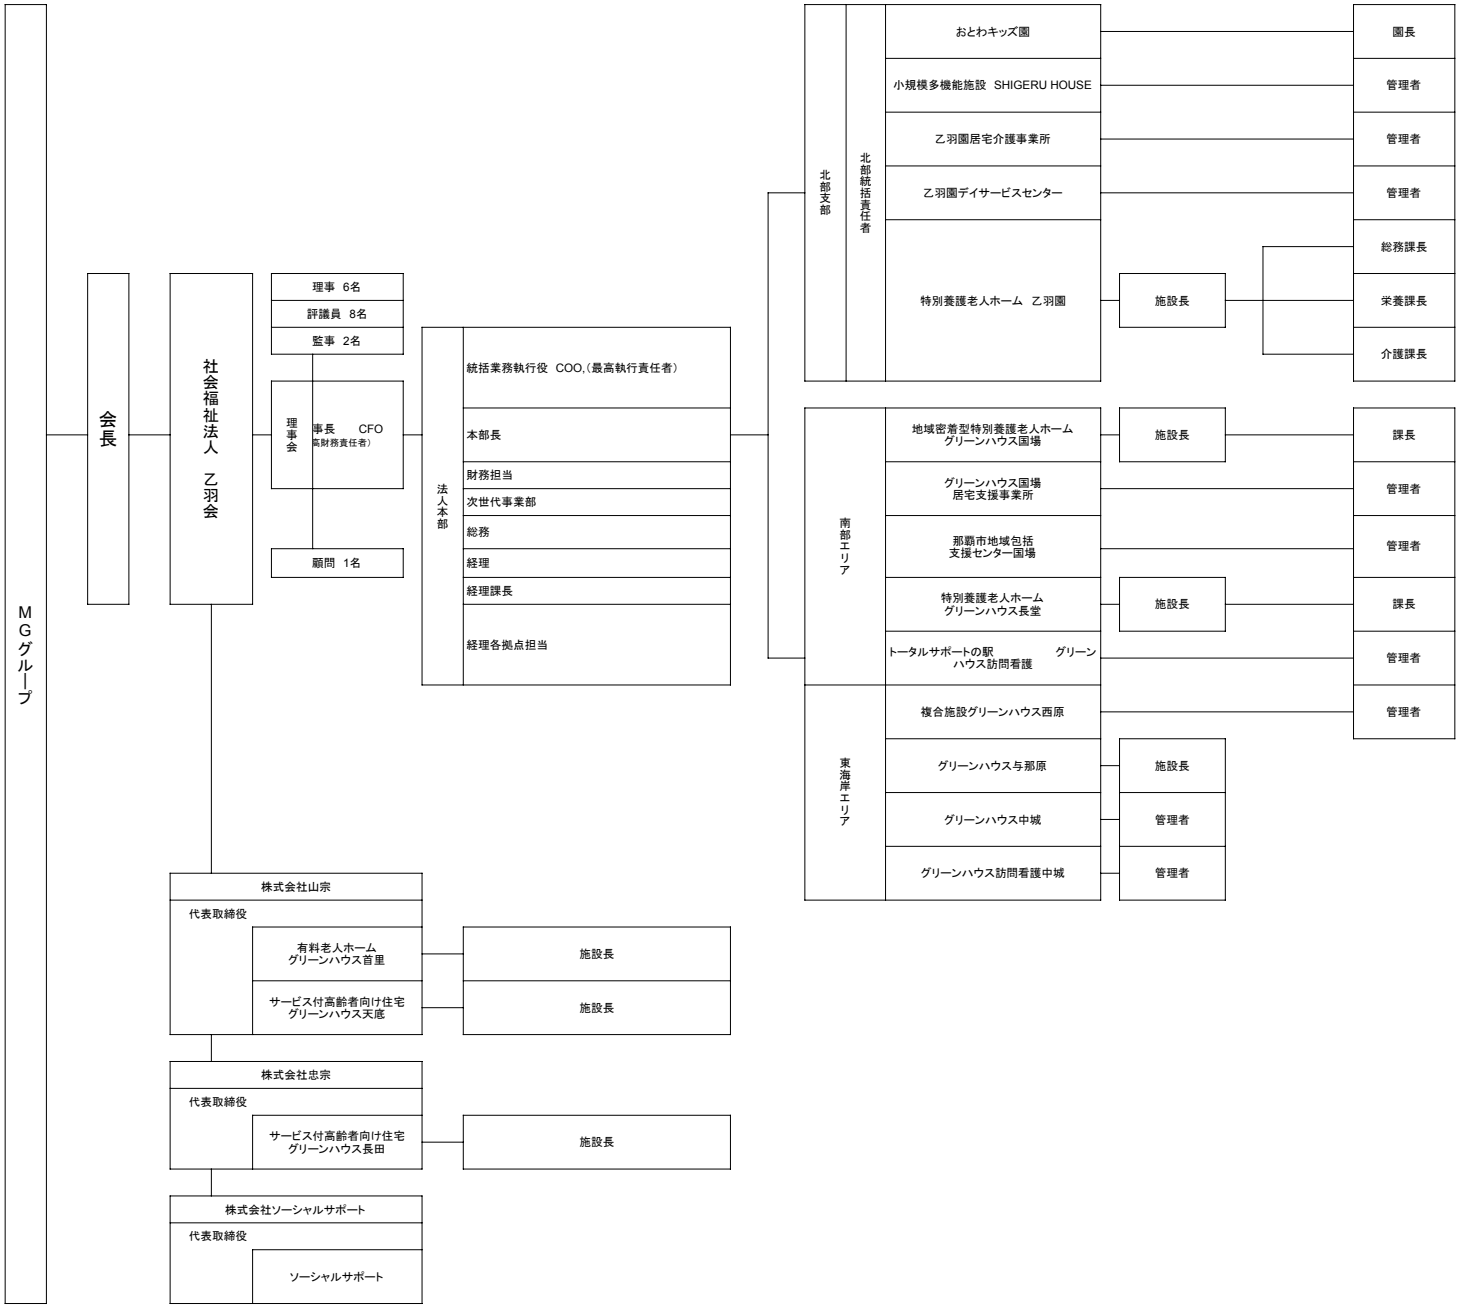 MGグループ
会長
社会福祉法人 乙羽会
理事 6名
評議員 8名
監事 2名
理事会
事長 CFO
高財務責任者）
顧問 1名
法人本部
統括業務執行役 COO,（最高執行責任者）
本部長
財務担当
次世代事業部
総務
経理
経理課長
経理各拠点担当
北部支部
北部統括責任者
おとわキッズ園
園長
小規模多機能施設 SHIGERU HOUSE
管理者
乙羽園居宅介護事業所
管理者
乙羽園デイサービスセンター
管理者
特別養護老人ホーム 乙羽園
施設長
総務課長
栄養課長
介護課長
南部エリア
地域密着型特別養護老人ホーム
グリーンハウス国場
施設長
課長
グリーンハウス国場
居宅支援事業所
管理者
那覇市地域包括
支援センター国場
管理者
特別養護老人ホーム
グリーンハウス長堂
施設長
課長
トータルサポートの駅 グリーン
ハウス訪問看護
管理者
東海岸エリア
複合施設グリーンハウス西原
管理者
グリーンハウス与那原
施設長
グリーンハウス中城
管理者
グリーンハウス訪問看護中城
管理者
株式会社山宗
代表取締役
有料老人ホーム
グリーンハウス首里
施設長
サービス付高齢者向け住宅
グリーンハウス天底
施設長
株式会社忠宗
代表取締役
サービス付高齢者向け住宅
グリーンハウス長田
施設長
株式会社ソーシャルサポート
代表取締役
ソーシャルサポート